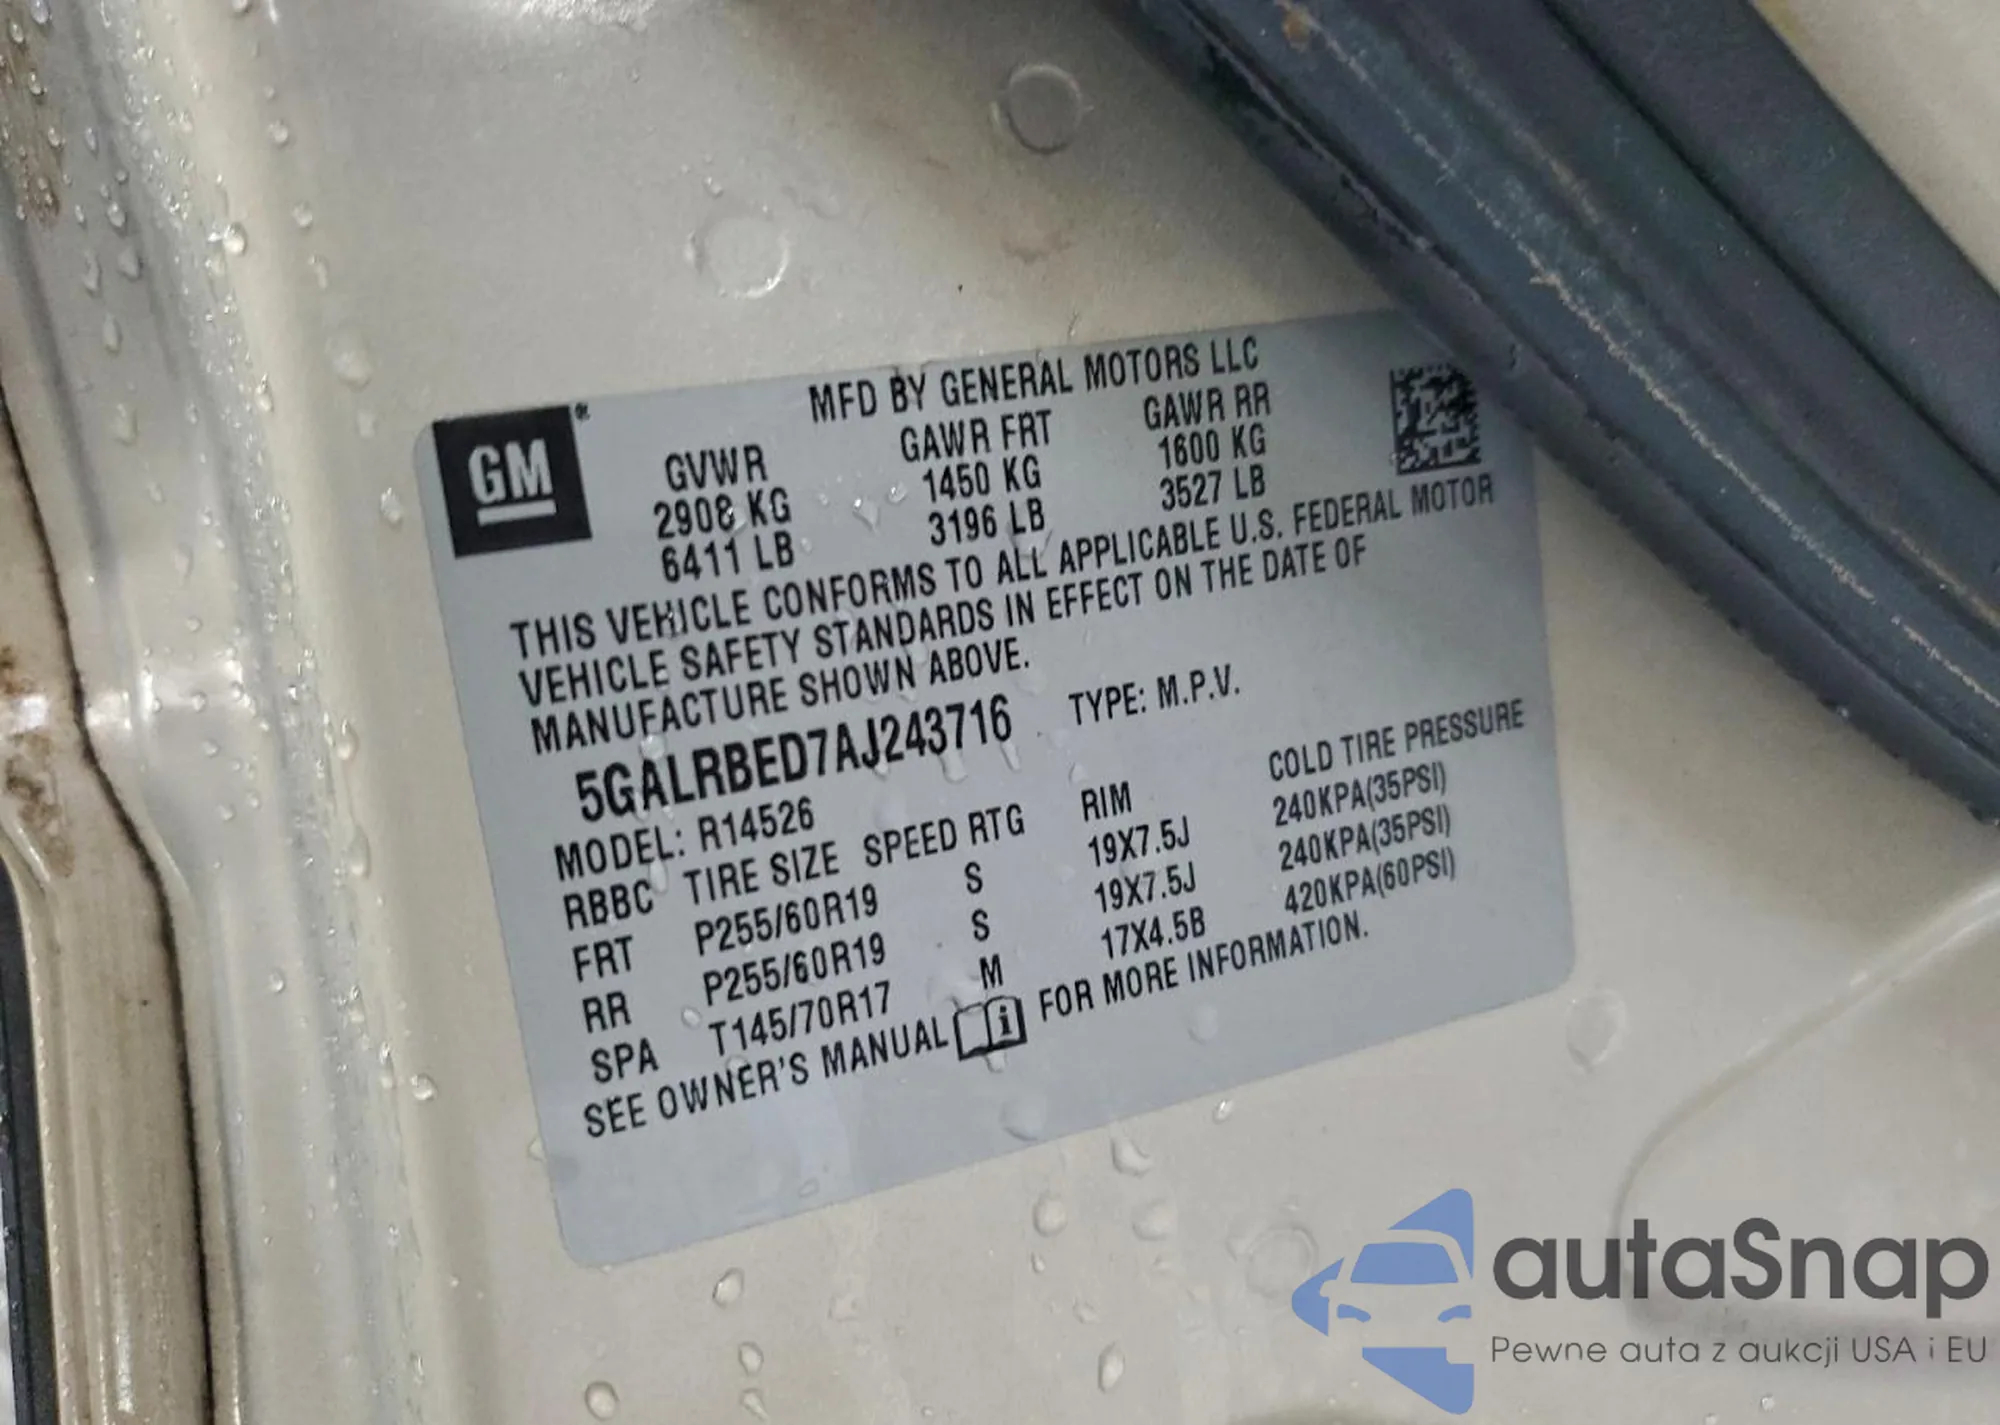 MFD BY GENERAL MOTORS LLC
GM
GVWR GAWR FRT GAWR RR
2908 KG 1450 KG 1600 KG
6411 LB 3196 LB 3527 LB
THIS VEHICLE CONFORMS TO ALL APPLICABLE U.S. FEDERAL MOTOR
VEHICLE SAFETY STANDARDS IN EFFECT ON THE DATE OF
MANUFACTURE SHOWN ABOVE.
5GALRBED7AJ243716 TYPE: M.P.V.
MODEL: R14526
RBBC TIRE SIZE SPEED RTG RIM COLD TIRE PRESSURE
FRT P255/60R19 S 19X7.5J 240KPA(35PSI)
RR P255/60R19 S 19X7.5J 240KPA(35PSI)
SPA T145/70R17 M 17X4.5B 420KPA(60PSI)
SEE OWNER'S MANUAL i FOR MORE INFORMATION.
autaSnap
Pewne auta z aukcji USA i EU